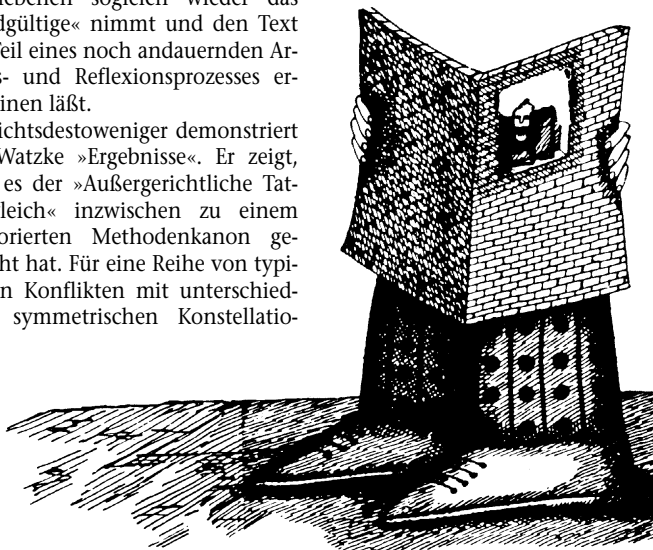 ebenen sogleich wieder das
dgültige« nimmt und den Text
eil eines noch andauernden Ar-
s- und Reflexionsprozesses er-
inen läßt.
ichtsdestoweniger demonstriert
Watzke »Ergebnisse«. Er zeigt,
es der »Außergerichtliche Tat-
leich« inzwischen zu einem
orierten Methodenkanon ge-
ht hat. Für eine Reihe von typi-
n Konflikten mit unterschied-
symmetrischen Konstellatio-